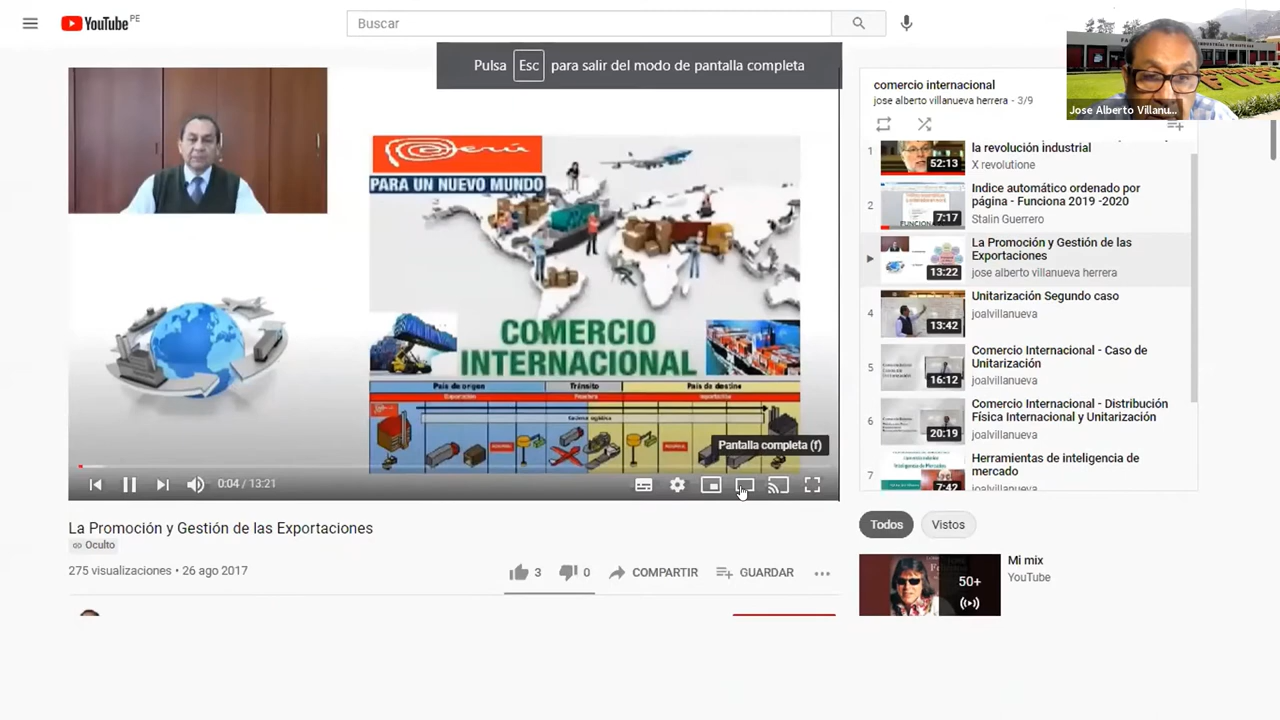 YouTube PE
Buscar
Pulsa Esc para salir del modo de pantalla completa
Jose Alberto Villanu...
Perú
PARA UN NUEVO MUNDO
COMERCIO
INTERNACIONAL
País de origen
Tránsito
País de destino
Exportación
Importación
Pantalla completa (f)
0:04 / 13:21
La Promoción y Gestión de las Exportaciones
Oculto
275 visualizaciones • 26 ago 2017
3
0
COMPARTIR
GUARDAR
comercio internacional
jose alberto villanueva herrera - 3/9
1
52:13
la revolución industrial
X revolutione
2
7:17
Indice automático ordenado por
página - Funciona 2019 -2020
Stalin Guerrero
13:22
La Promoción y Gestión de las
Exportaciones
jose alberto villanueva herrera
4
13:42
Unitarización Segundo caso
joalvillanueva
5
16:12
Comercio Internacional - Caso de
Unitarización
joalvillanueva
6
20:19
Comercio Internacional - Distribución
Física Internacional y Unitarización
joalvillanueva
7
7:42
Herramientas de inteligencia de
mercado
joalvillanueva
Todos
Vistos
50+
Mi mix
YouTube